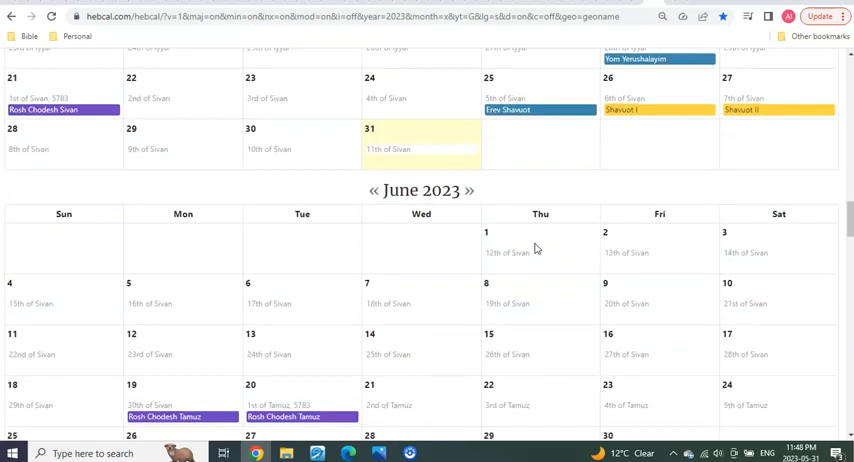 hebcal.com/hebcal/?v=1&maj=on&min=on&nx=on&mod=on&i=off&year=2023&month=x&yt=G&lg=s&d=on&c=off&geo=geoname
AI
Update
Bible
Personal
Other bookmarks
Yom Yerushalayim
21 22 23 24 25 26 27
1st of Sivan, 5783 2nd of Sivan 3rd of Sivan 4th of Sivan 5th of Sivan 6th of Sivan 7th of Sivan
Rosh Chodesh Sivan Erev Shavuot Shavuot I Shavuot II
28 29 30 31
8th of Sivan 9th of Sivan 10th of Sivan 11th of Sivan
« June 2023 »
Sun Mon Tue Wed Thu Fri Sat
1 2 3
12th of Sivan 13th of Sivan 14th of Sivan
4 5 6 7 8 9 10
15th of Sivan 16th of Sivan 17th of Sivan 18th of Sivan 19th of Sivan 20th of Sivan 21st of Sivan
11 12 13 14 15 16 17
22nd of Sivan 23rd of Sivan 24th of Sivan 25th of Sivan 26th of Sivan 27th of Sivan 28th of Sivan
18 19 20 21 22 23 24
29th of Sivan 30th of Sivan 1st of Tamuz, 5783 2nd of Tamuz 3rd of Tamuz 4th of Tamuz 5th of Tamuz
Rosh Chodesh Tamuz Rosh Chodesh Tamuz
25 26 27 28 29 30
Type here to search
12°C Clear
ENG
11:48 PM
2023-05-31
3